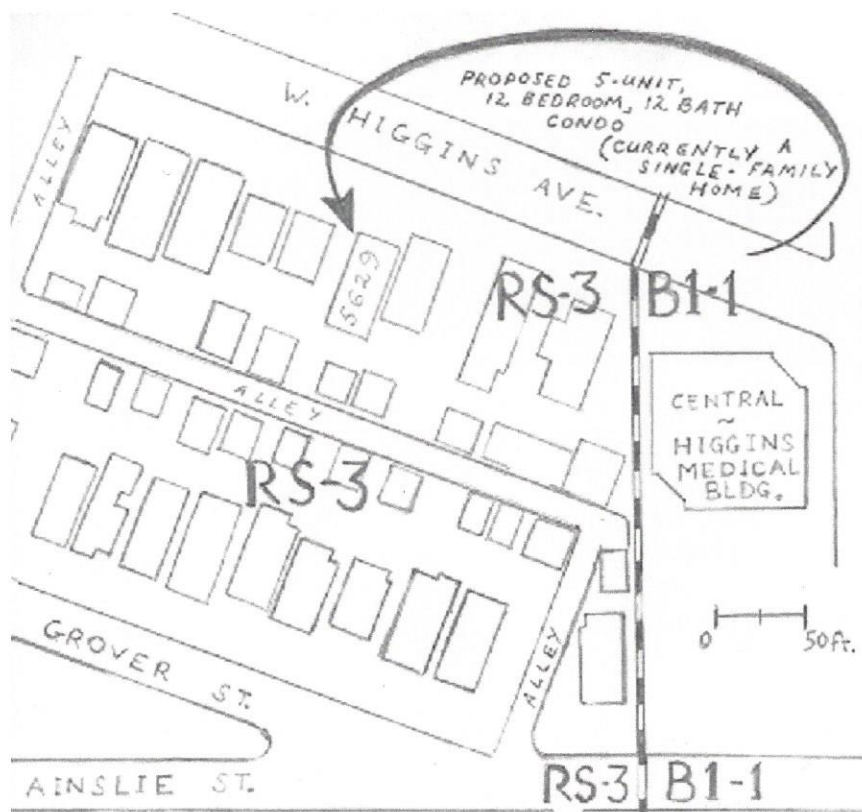 PROPOSED 5-UNIT,
12 BEDROOM, 12 BATH
CONDO
(CURRENTLY A
SINGLE-FAMILY
HOME)
W. HIGGINS AVE.
ALLEY
5629
RS-3
B1-1
CENTRAL
~
HIGGINS
MEDICAL
BLDG.
ALLEY
RS-3
0 50ft.
ALLEY
GROVER ST.
AINSLIE ST.
RS-3
B1-1